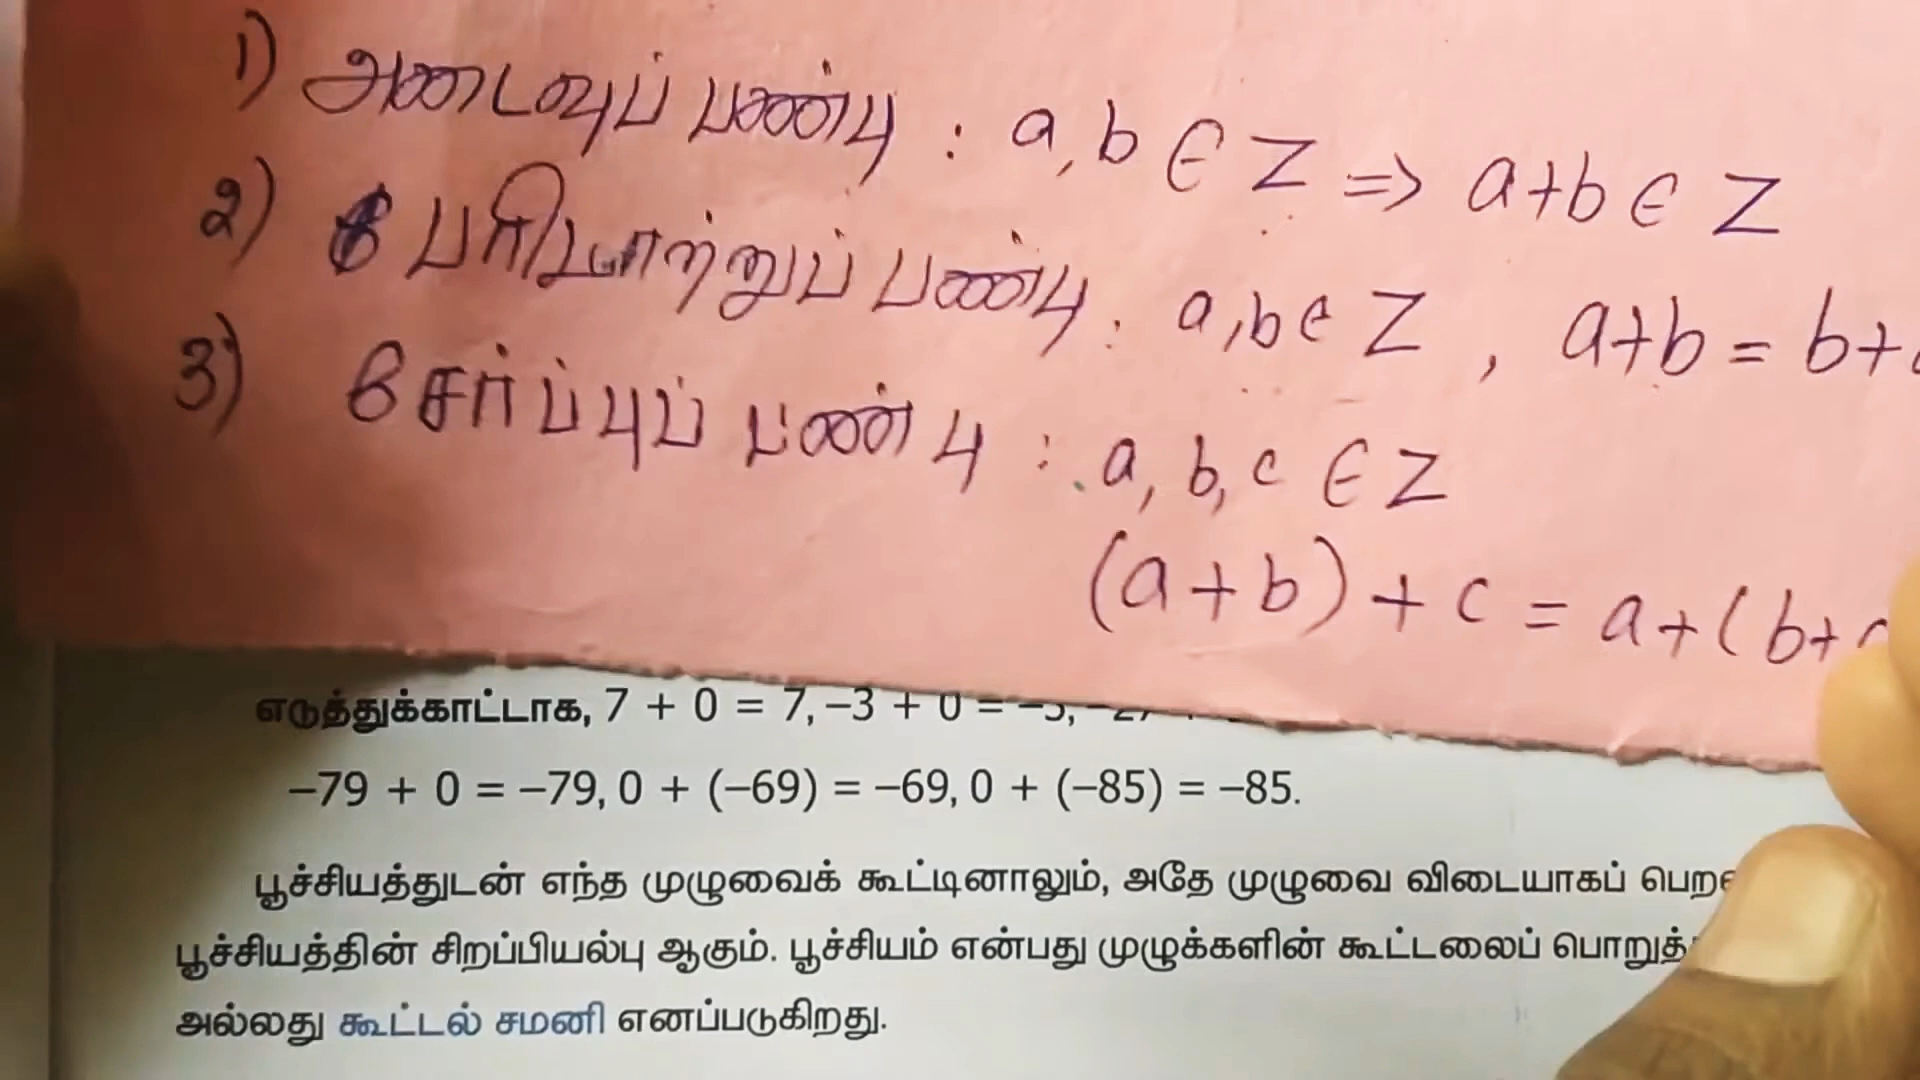 1) அடைவுப் பண்பு : a, b ∈ Z => a+b ∈ Z
2) பரிமாற்றுப் பண்பு : a, b ∈ Z , a+b = b+
3) சேர்ப்புப் பண்பு : a, b, c ∈ Z
(a+b) + c = a+(b+
எடுத்துக்காட்டாக, 7 + 0 = 7, –3 + 0 = –3,
–79 + 0 = –79, 0 + (–69) = –69, 0 + (–85) = –85.
பூச்சியத்துடன் எந்த முழுவைக் கூட்டினாலும், அதே முழுவை விடையாகப்
பூச்சியத்தின் சிறப்பியல்பு ஆகும். பூச்சியம் என்பது முழுக்களின் கூட்டலைப்
அல்லது கூட்டல் சமனி எனப்படுகிறது.